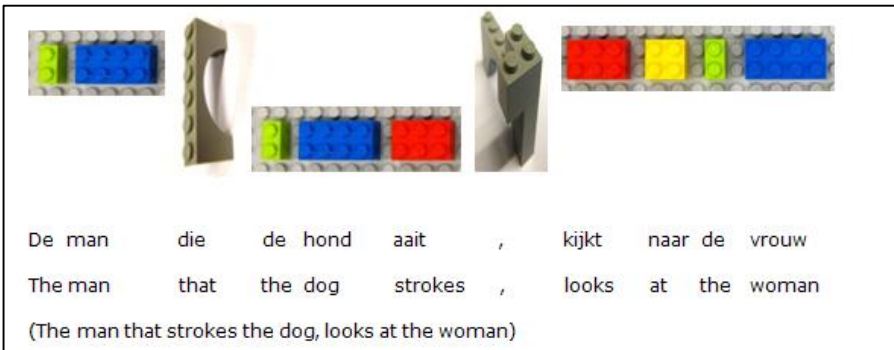 De man die de hond aait , kijkt naar de vrouw
The man that the dog strokes , looks at the woman
(The man that strokes the dog, looks at the woman)